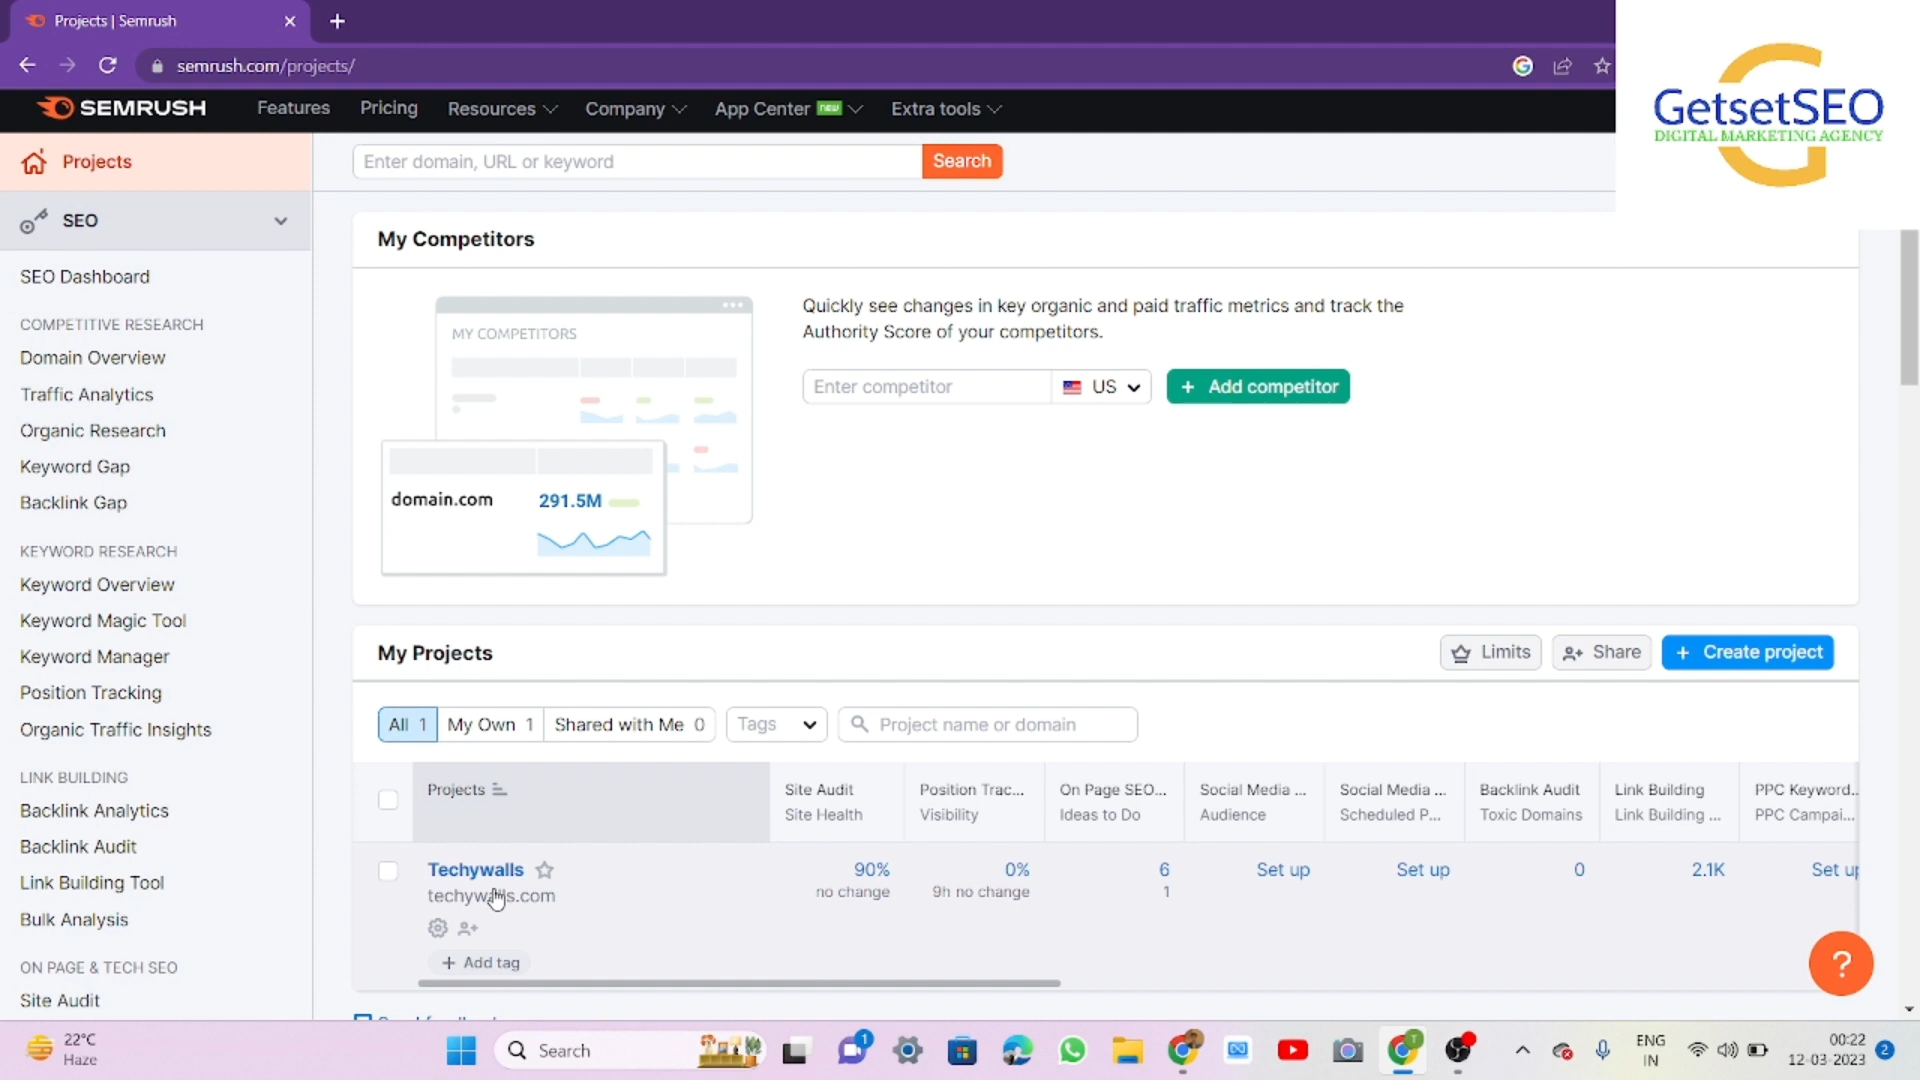 Projects | Semrush
semrush.com/projects/
SEMRUSH Features Pricing Resources Company App Center new Extra tools
GetsetSEO
DIGITAL MARKETING AGENCY
Projects
Enter domain, URL or keyword Search
SEO
My Competitors
SEO Dashboard
COMPETITIVE RESEARCH
Domain Overview
Traffic Analytics
Organic Research
Keyword Gap
Backlink Gap
KEYWORD RESEARCH
Keyword Overview
Keyword Magic Tool
Keyword Manager
Position Tracking
Organic Traffic Insights
LINK BUILDING
Backlink Analytics
Backlink Audit
Link Building Tool
Bulk Analysis
ON PAGE & TECH SEO
Site Audit
MY COMPETITORS
domain.com 291.5M
Quickly see changes in key organic and paid traffic metrics and track the
Authority Score of your competitors.
Enter competitor US + Add competitor
My Projects Limits Share + Create project
All 1 My Own 1 Shared with Me 0 Tags Project name or domain
Projects Site Audit Position Trac... On Page SEO... Social Media ... Social Media ... Backlink Audit Link Building PPC Keyword...
Site Health Visibility Ideas to Do Audience Scheduled P... Toxic Domains Link Building ... PPC Campai...
Techywalls 90% 0% 6 Set up Set up 0 2.1K Set up
techywalls.com no change 9h no change 1
+ Add tag
?
22°C
Haze
Search
1
ENG
IN
00:22
12-03-2023
2